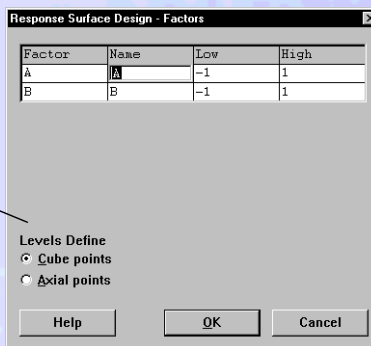 Response Surface Design - Factors
Factor Name Low High
A A -1 1
B B -1 1
Levels Define
Cube points
Axial points
Help OK Cancel